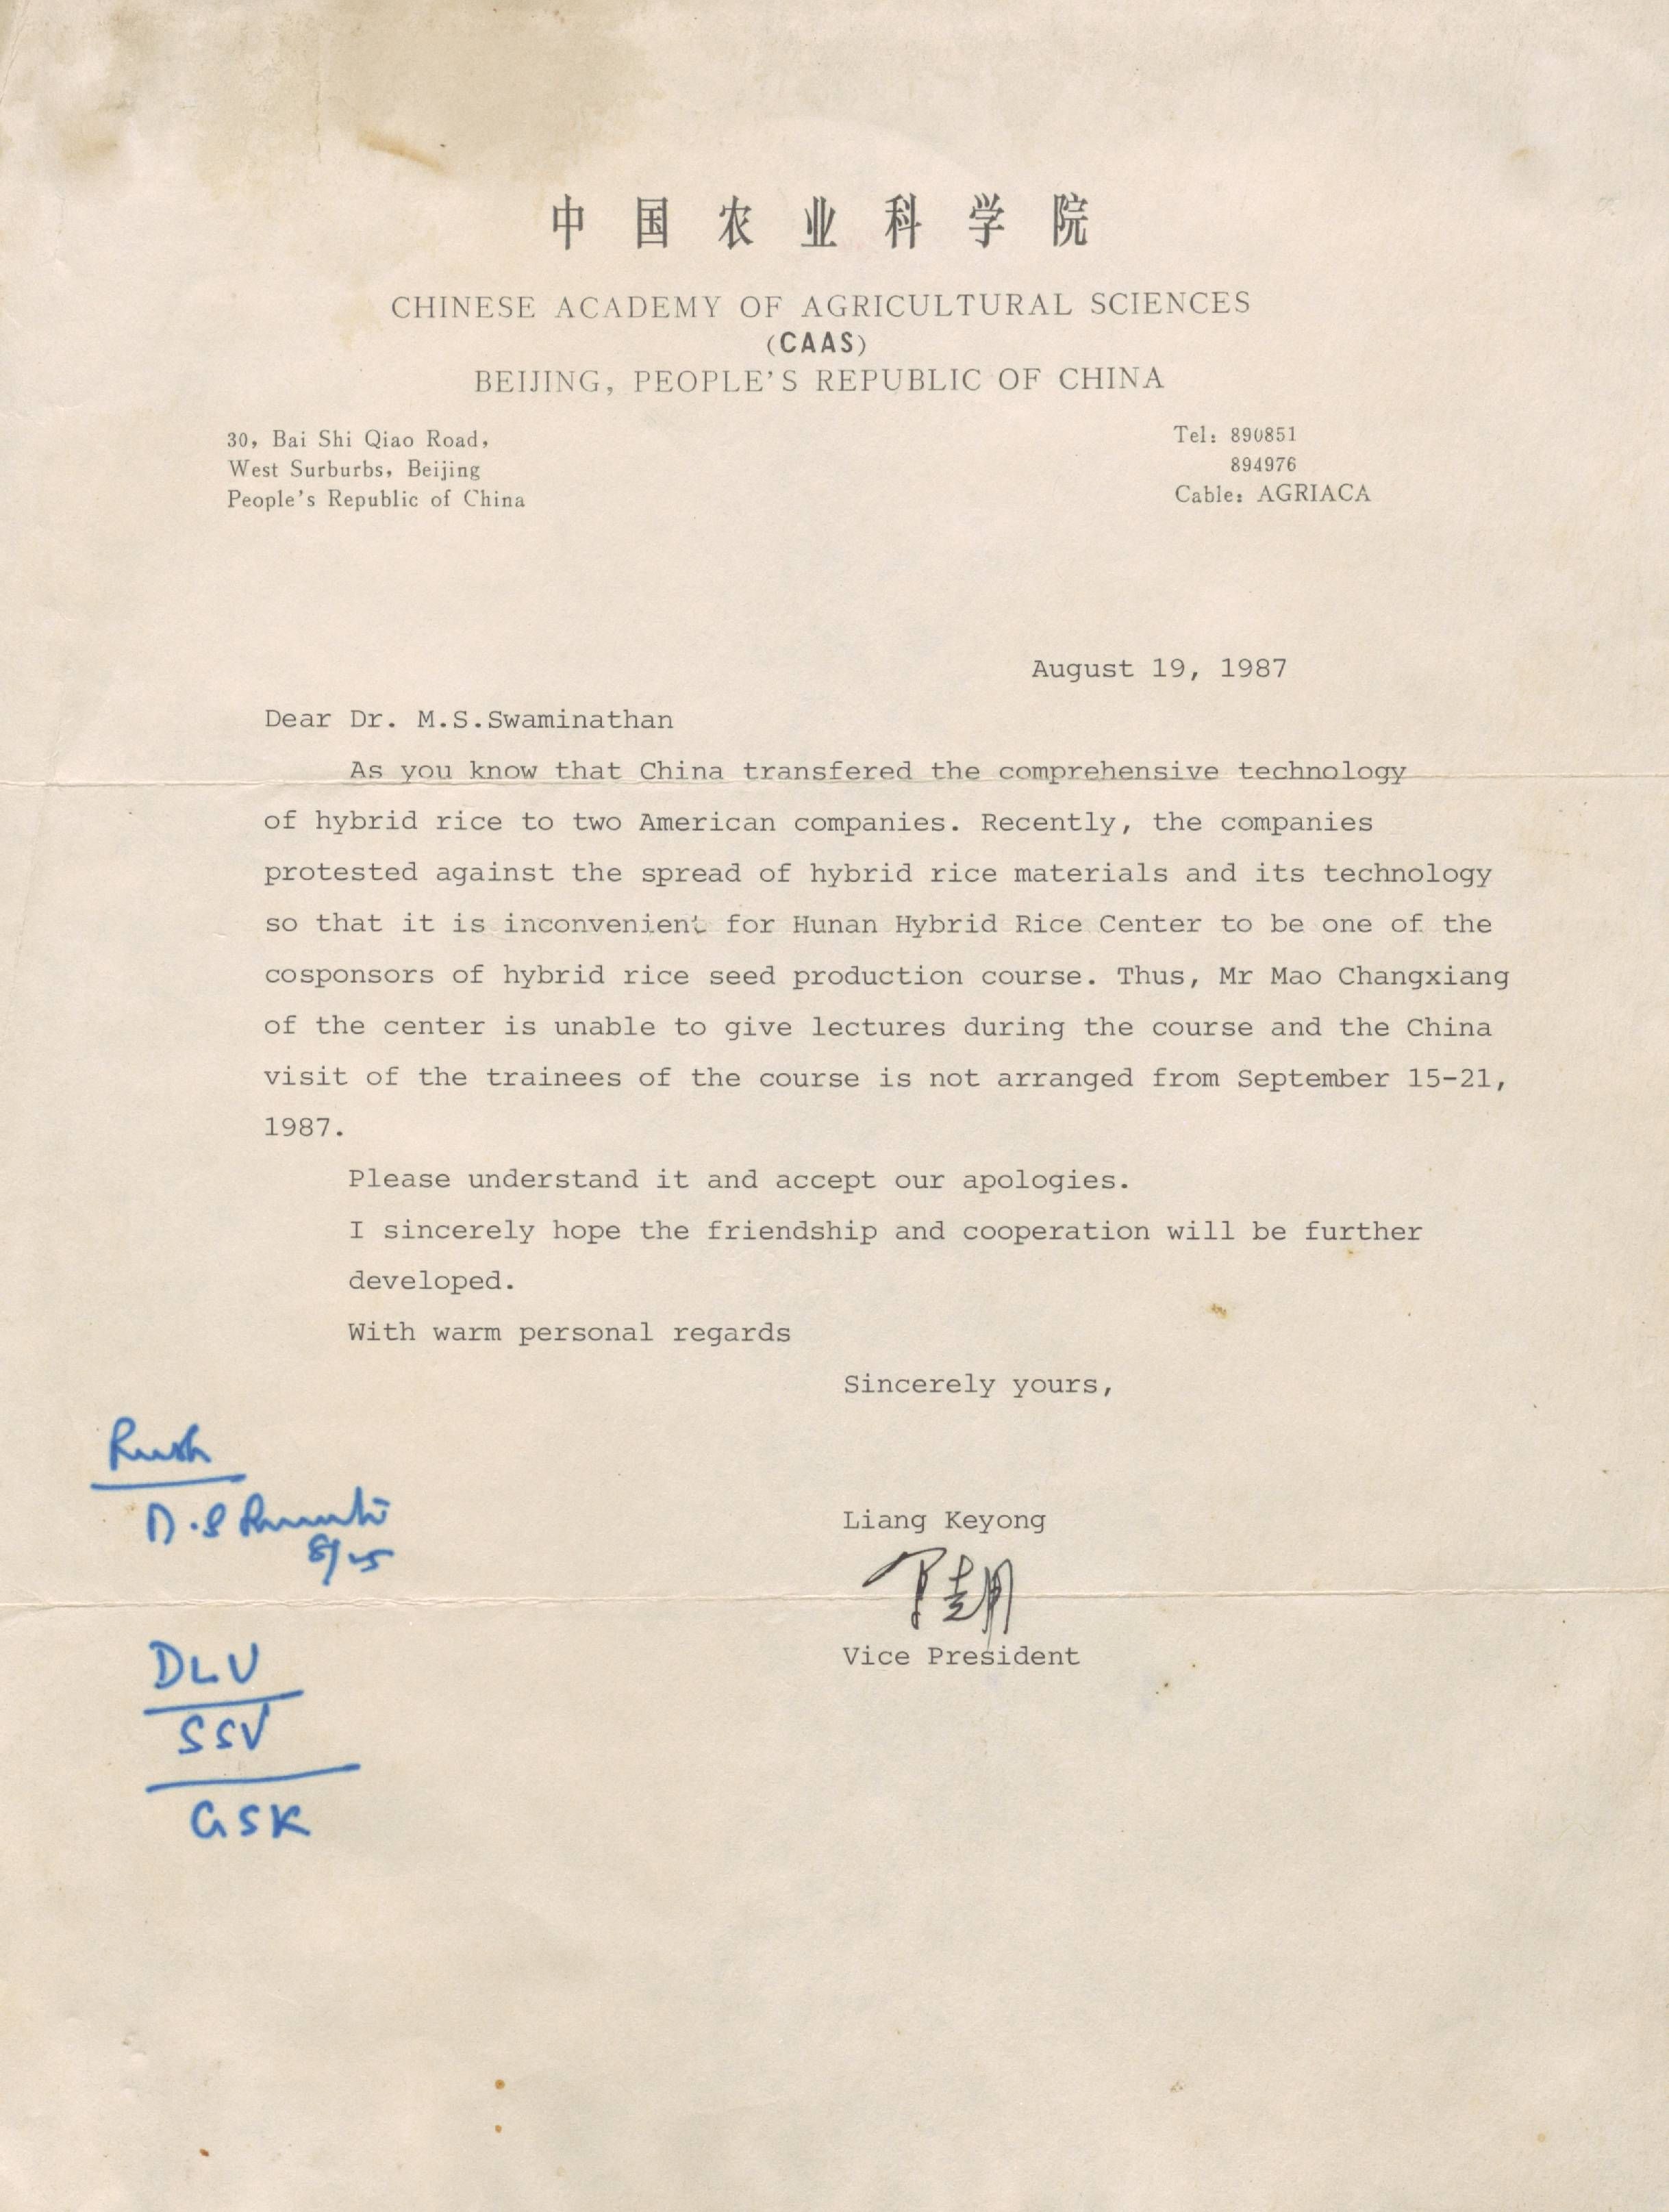 中国农业科学院
CHINESE ACADEMY OF AGRICULTURAL SCIENCES
(CAAS)
BEIJING, PEOPLE'S REPUBLIC OF CHINA
30, Bai Shi Qiao Road,
West Surburbs, Beijing
People's Republic of China
Tel: 890851
894976
Cable: AGRIACA
August 19, 1987
Dear Dr. M.S.Swaminathan
As you know that China transfered the comprehensive technology
of hybrid rice to two American companies. Recently, the companies
protested against the spread of hybrid rice materials and its technology
so that it is inconvenient for Hunan Hybrid Rice Center to be one of the
cosponsors of hybrid rice seed production course. Thus, Mr Mao Changxiang
of the center is unable to give lectures during the course and the China
visit of the trainees of the course is not arranged from September 15-21,
1987.
Please understand it and accept our apologies.
I sincerely hope the friendship and cooperation will be further
developed.
With warm personal regards
Sincerely yours,
Liang Keyong
Vice President
Rush
8/25
DLU
SSV
GSK